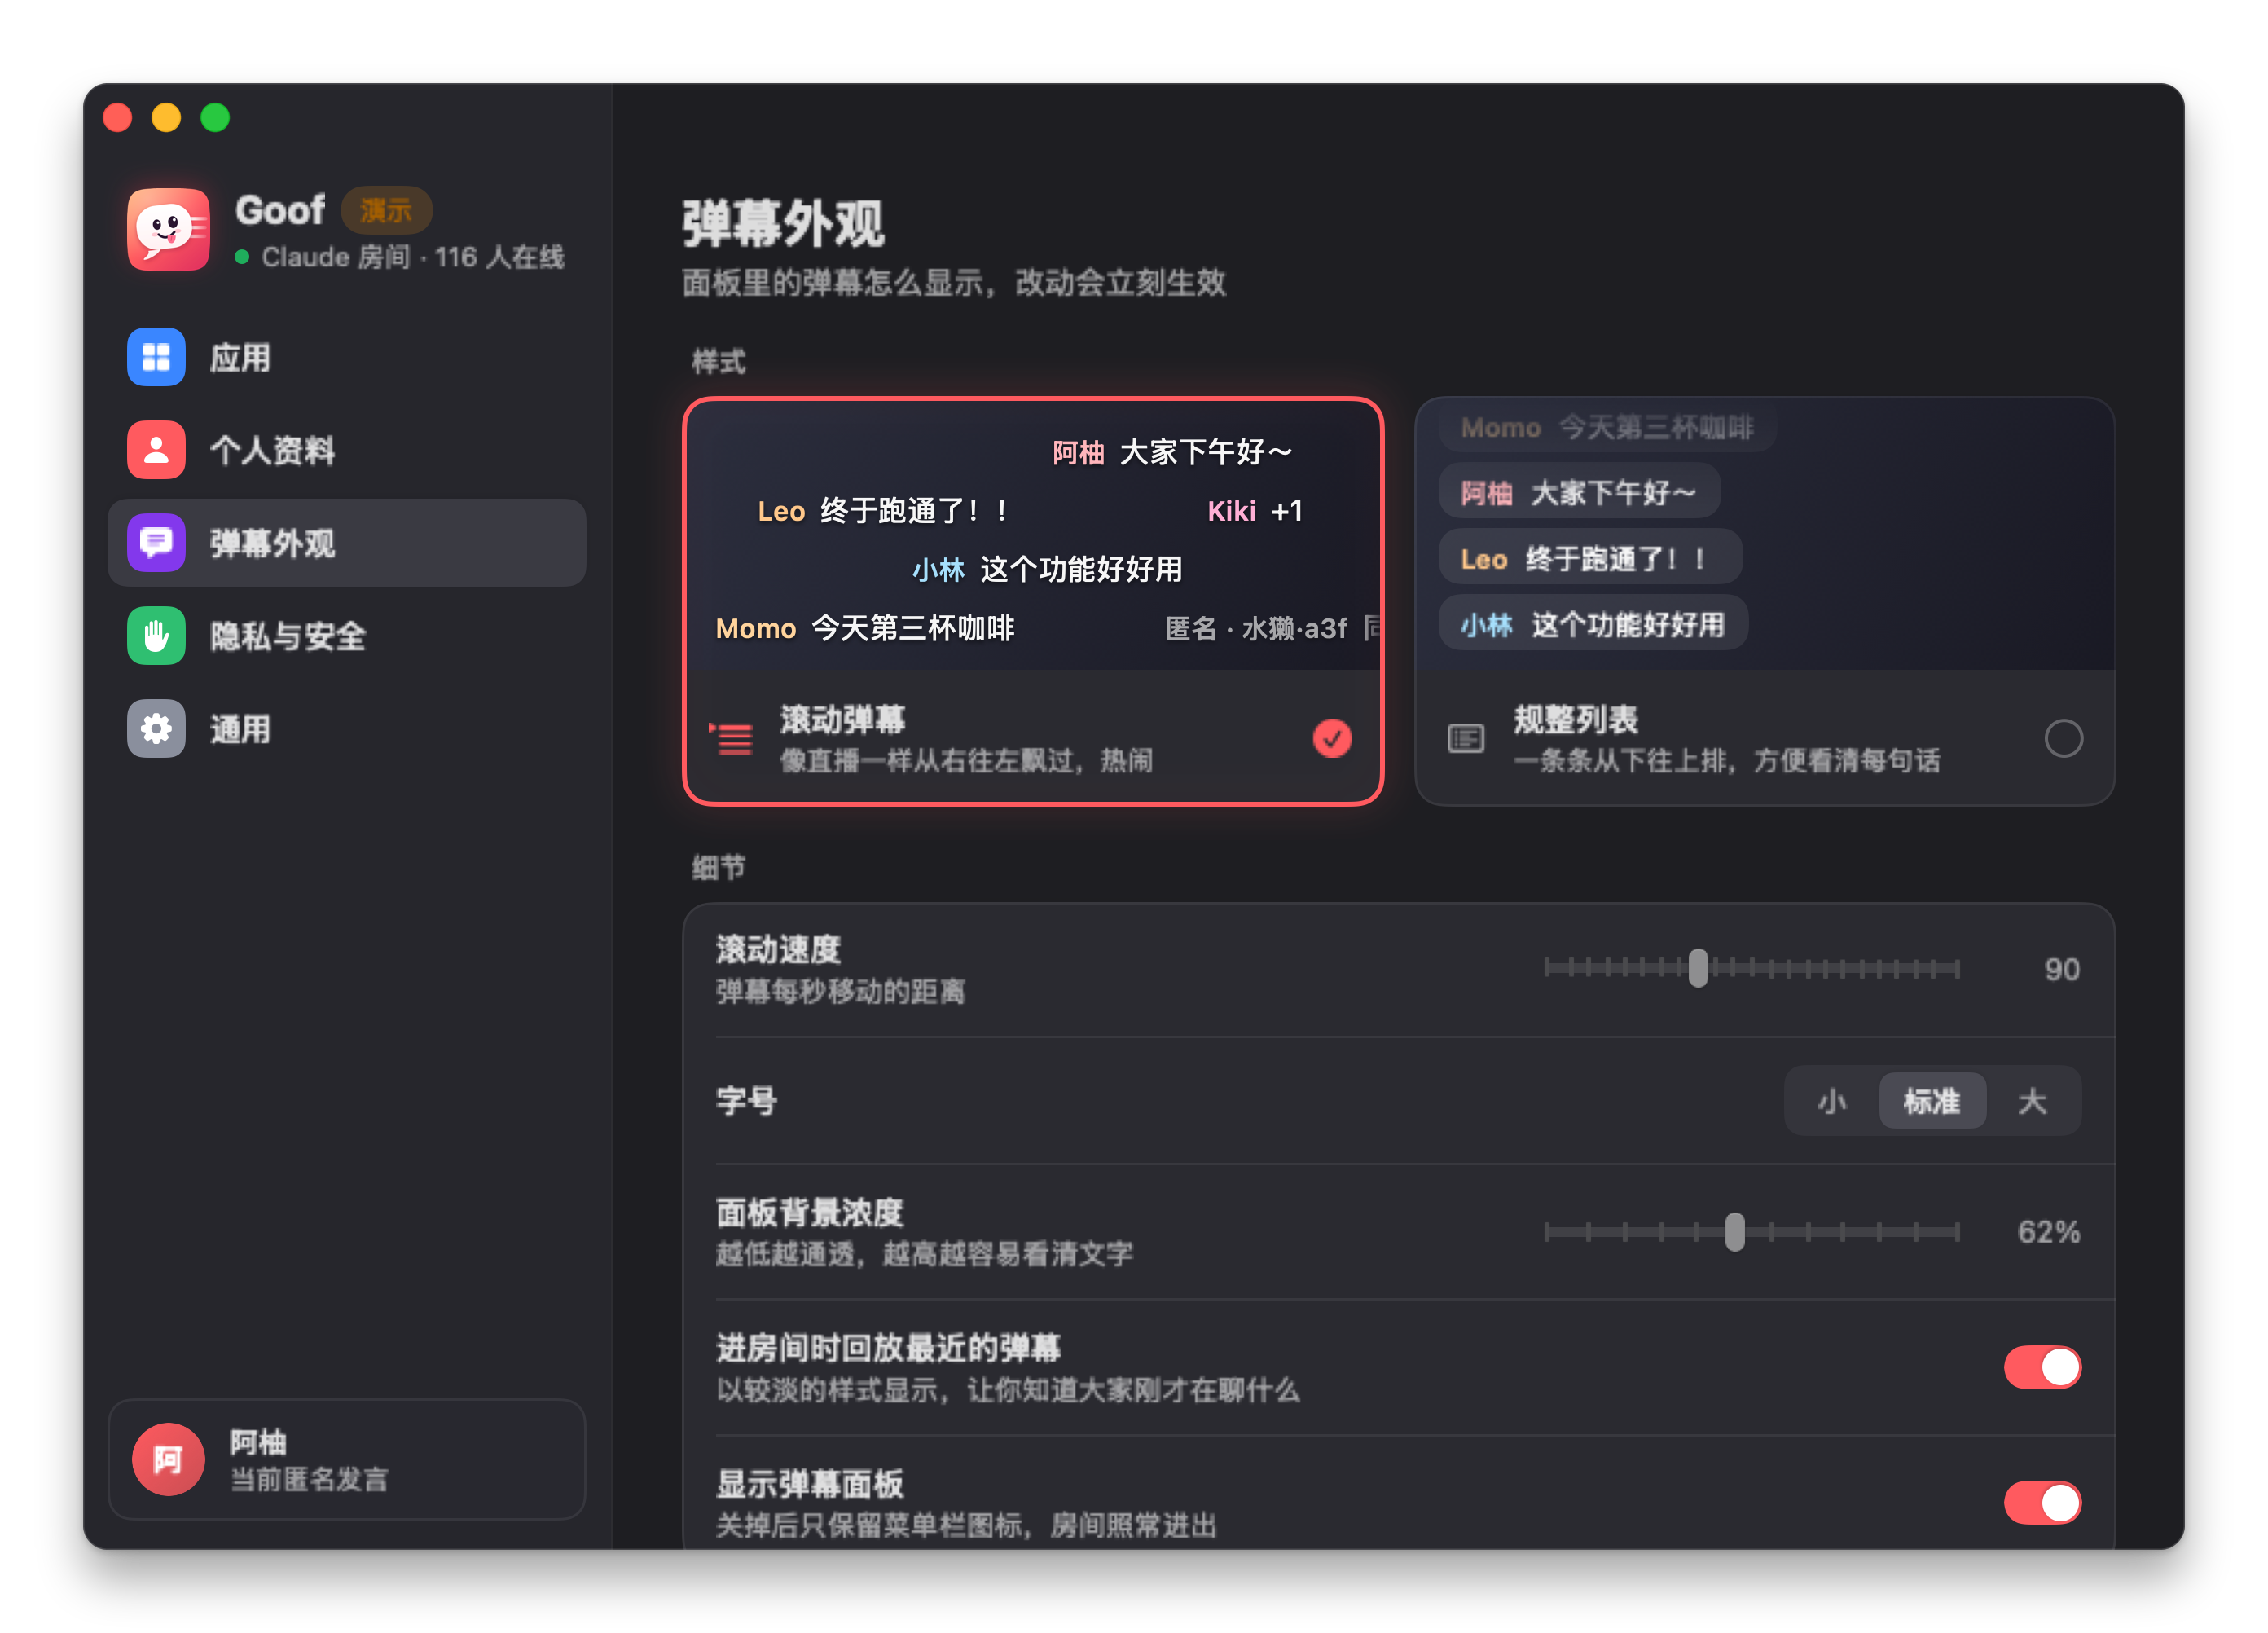 Goof 演示
Claude 房间 · 116 人在线
应用
个人资料
弹幕外观
隐私与安全
通用
阿
阿柚
当前匿名发言
弹幕外观
面板里的弹幕怎么显示，改动会立刻生效
样式
阿柚 大家下午好～
Leo 终于跑通了！！ Kiki +1
小林 这个功能好好用
Momo 今天第三杯咖啡 匿名 · 水獭·a3f
滚动弹幕
像直播一样从右往左飘过，热闹
Momo 今天第三杯咖啡
阿柚 大家下午好～
Leo 终于跑通了！！
小林 这个功能好好用
规整列表
一条条从下往上排，方便看清每句话
细节
滚动速度 90
弹幕每秒移动的距离
字号 小 标准 大
面板背景浓度 62%
越低越通透，越高越容易看清文字
进房间时回放最近的弹幕
以较淡的样式显示，让你知道大家刚才在聊什么
显示弹幕面板
关掉后只保留菜单栏图标，房间照常进出